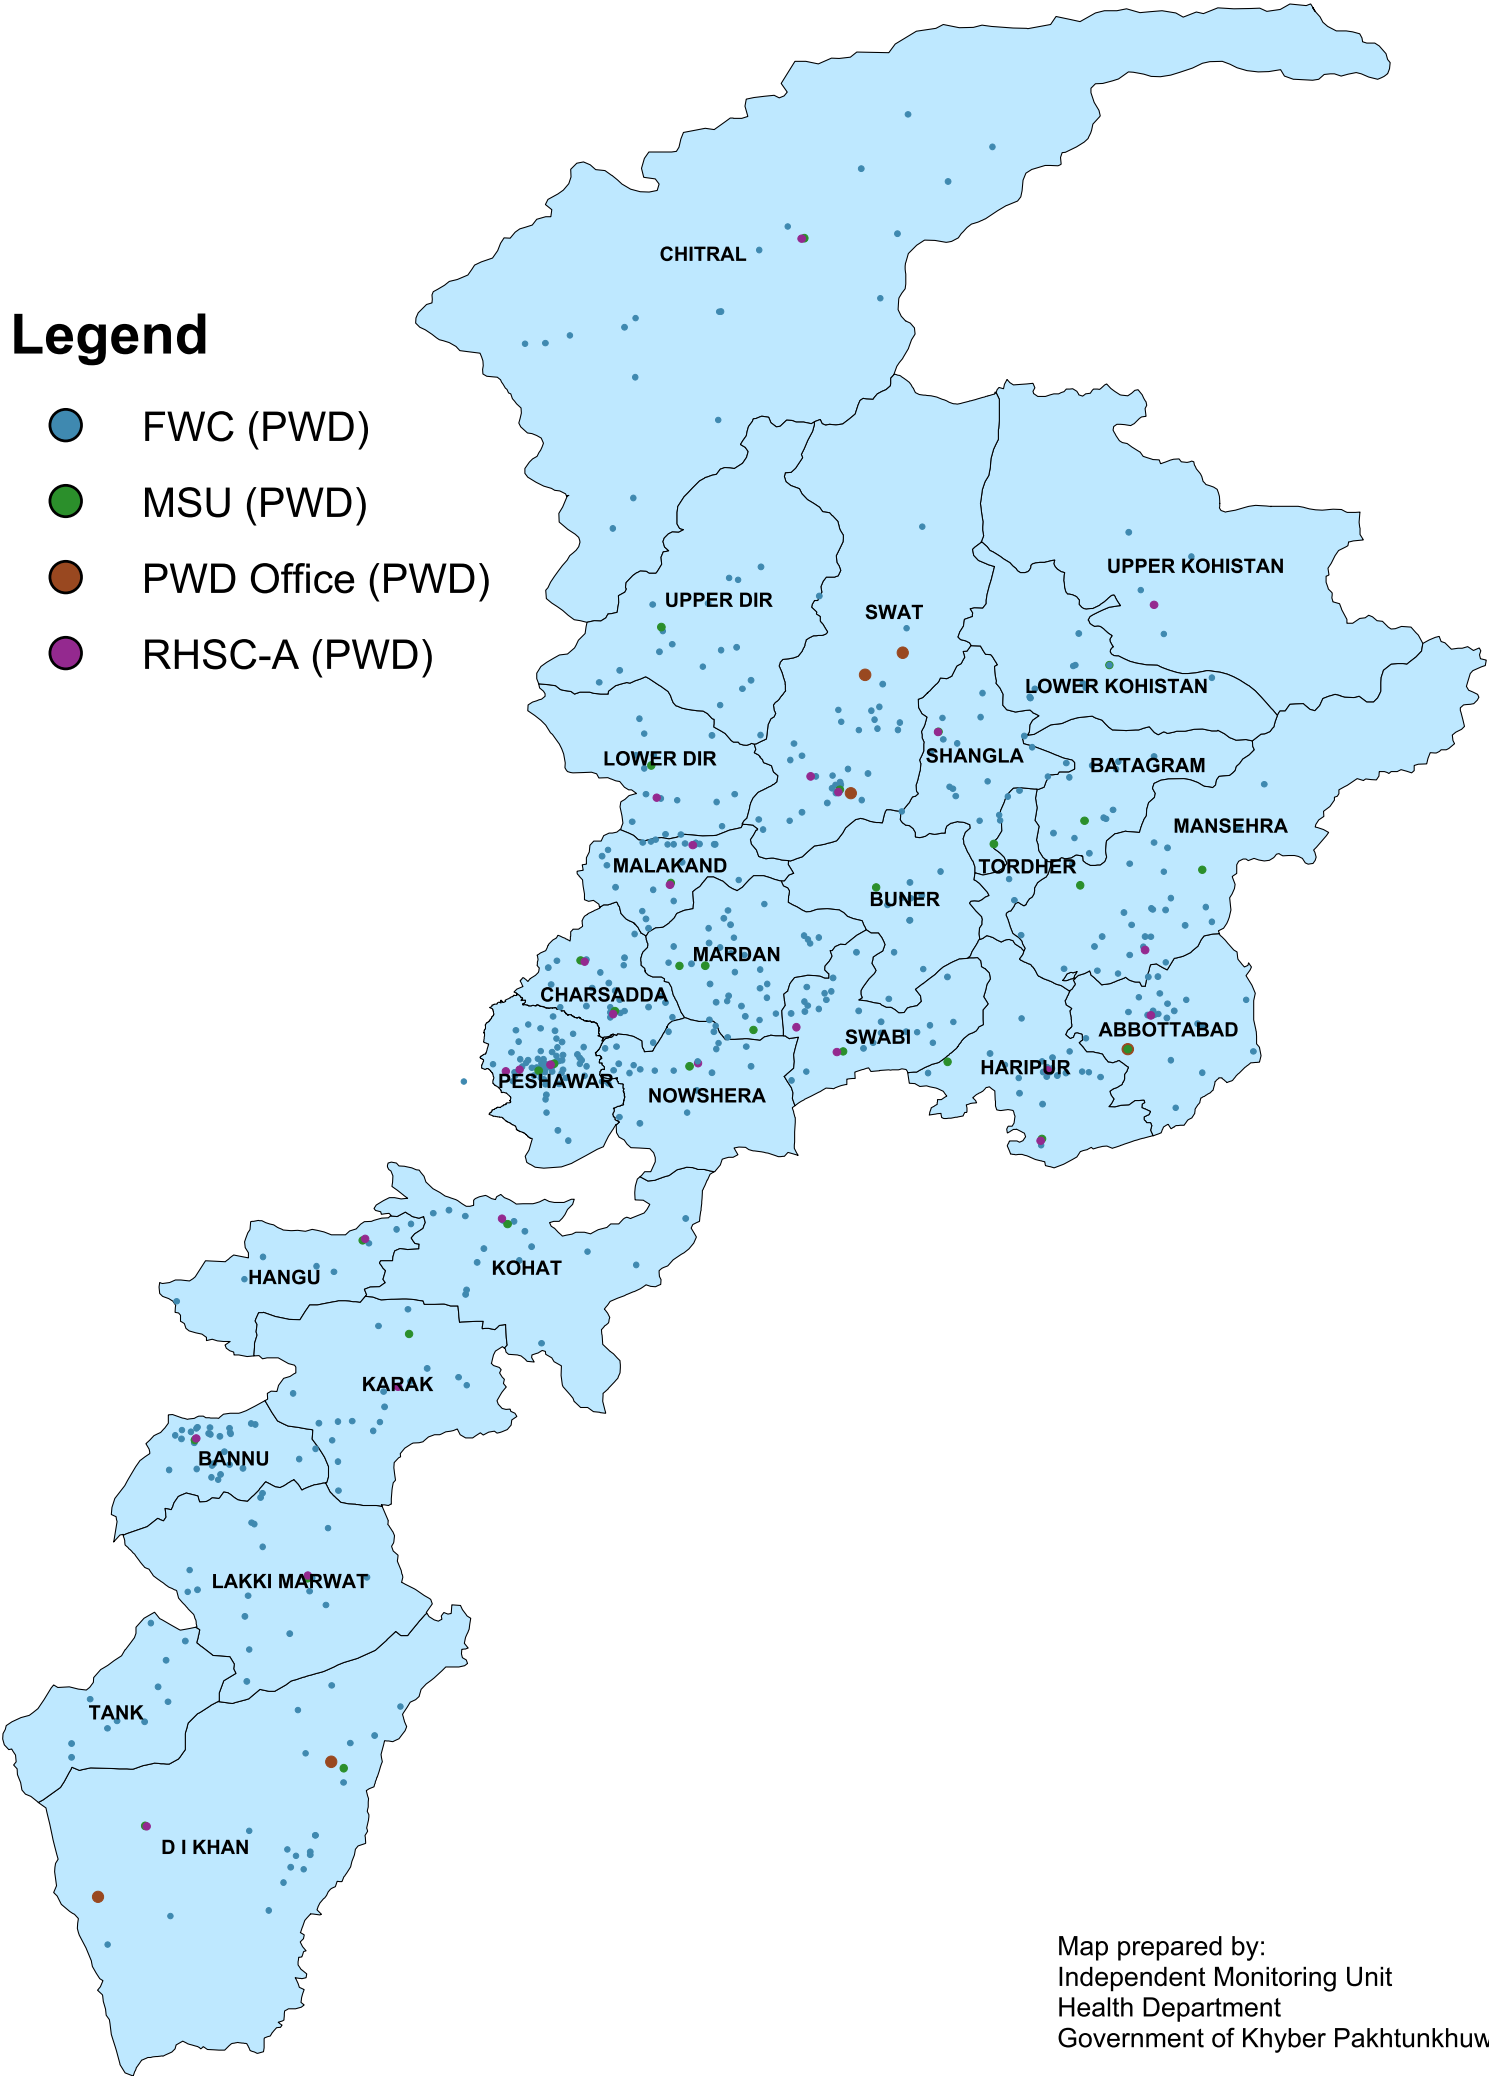 CHITRAL
Legend
FWC (PWD)
MSU (PWD)
PWD Office (PWD)
RHSC-A (PWD)
UPPER KOHISTAN
UPPER DIR
SWAT
LOWER KOHISTAN
LOWER DIR
SHANGLA
BATAGRAM
MANSEHRA
MALAKAND
TORDHER
BUNER
MARDAN
CHARSADDA
SWABI
ABBOTTABAD
HARIPUR
PESHAWAR
NOWSHERA
KOHAT
HANGU
KARAK
BANNU
LAKKI MARWAT
TANK
D I KHAN
Map prepared by:
Independent Monitoring Unit
Health Department
Government of Khyber Pakhtunkhuw